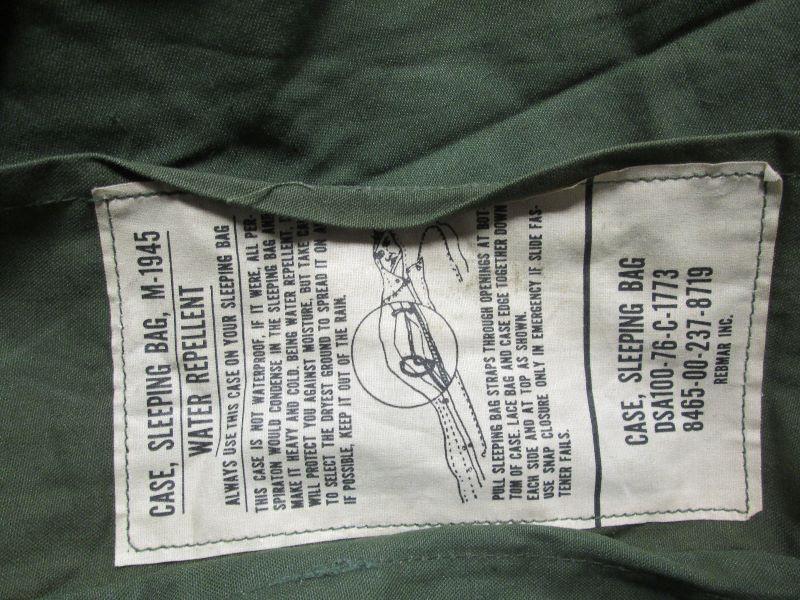 CASE, SLEEPING BAG, M-1945
WATER REPELLENT
ALWAYS USE THIS CASE ON YOUR SLEEPING BAG
THIS CASE IS NOT WATERPROOF, IF IT WERE, ALL PER-
SPIRATON WOULD CONDENSE IN THE SLEEPING BAG AND
MAKE IT HEAVY AND COLD. BEING WATER REPELLENT,
WILL PROTECT YOU AGAINST MOISTURE, BUT TAKE
TO SELECT THE DRYEST GROUND TO SPREAD IT ON
IF POSSIBLE, KEEP IT OUT OF THE RAIN.
PULL SLEEPING BAG STRAPS THROUGH OPENINGS AT BOT-
TOM OF CASE. LACE BAG AND CASE EDGE TOGETHER DOWN
EACH SIDE AND AT TOP AS SHOWN.
USE SNAP CLOSURE ONLY IN EMERGENCY IF SLIDE FAS-
TENER FAILS.
CASE, SLEEPING BAG
DSA100-76-C-1773
8465-00-237-8719
REBMAR INC.